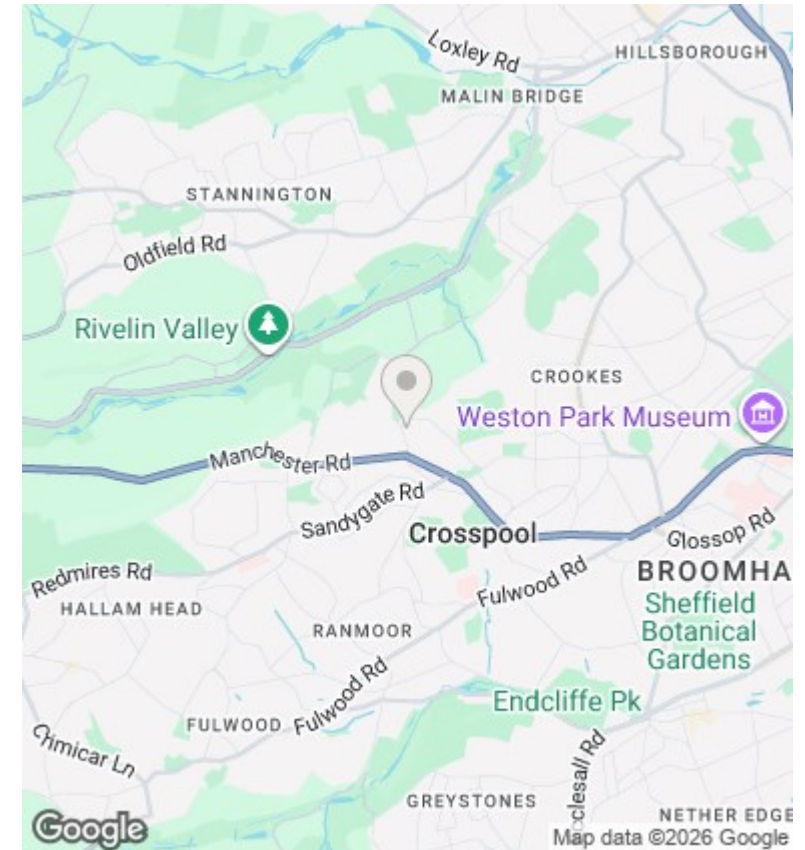 Loxley Rd
HILLSBOROUGH
MALIN BRIDGE
STANNINGTON
Oldfield Rd
Rivelin Valley
CROOKES
Weston Park Museum
Manchester Rd
Sandygate Rd
Crosspool
Glossop Rd
Redmires Rd
Fulwood Rd
BROOMHA
HALLAM HEAD
Sheffield
Botanical
Gardens
RANMOOR
Endcliffe Pk
FULWOOD
Fulwood Rd
Crimicar Ln
cclesall Rd
GREYSTONES
NETHER EDGE
Google
Map data ©2026 Google